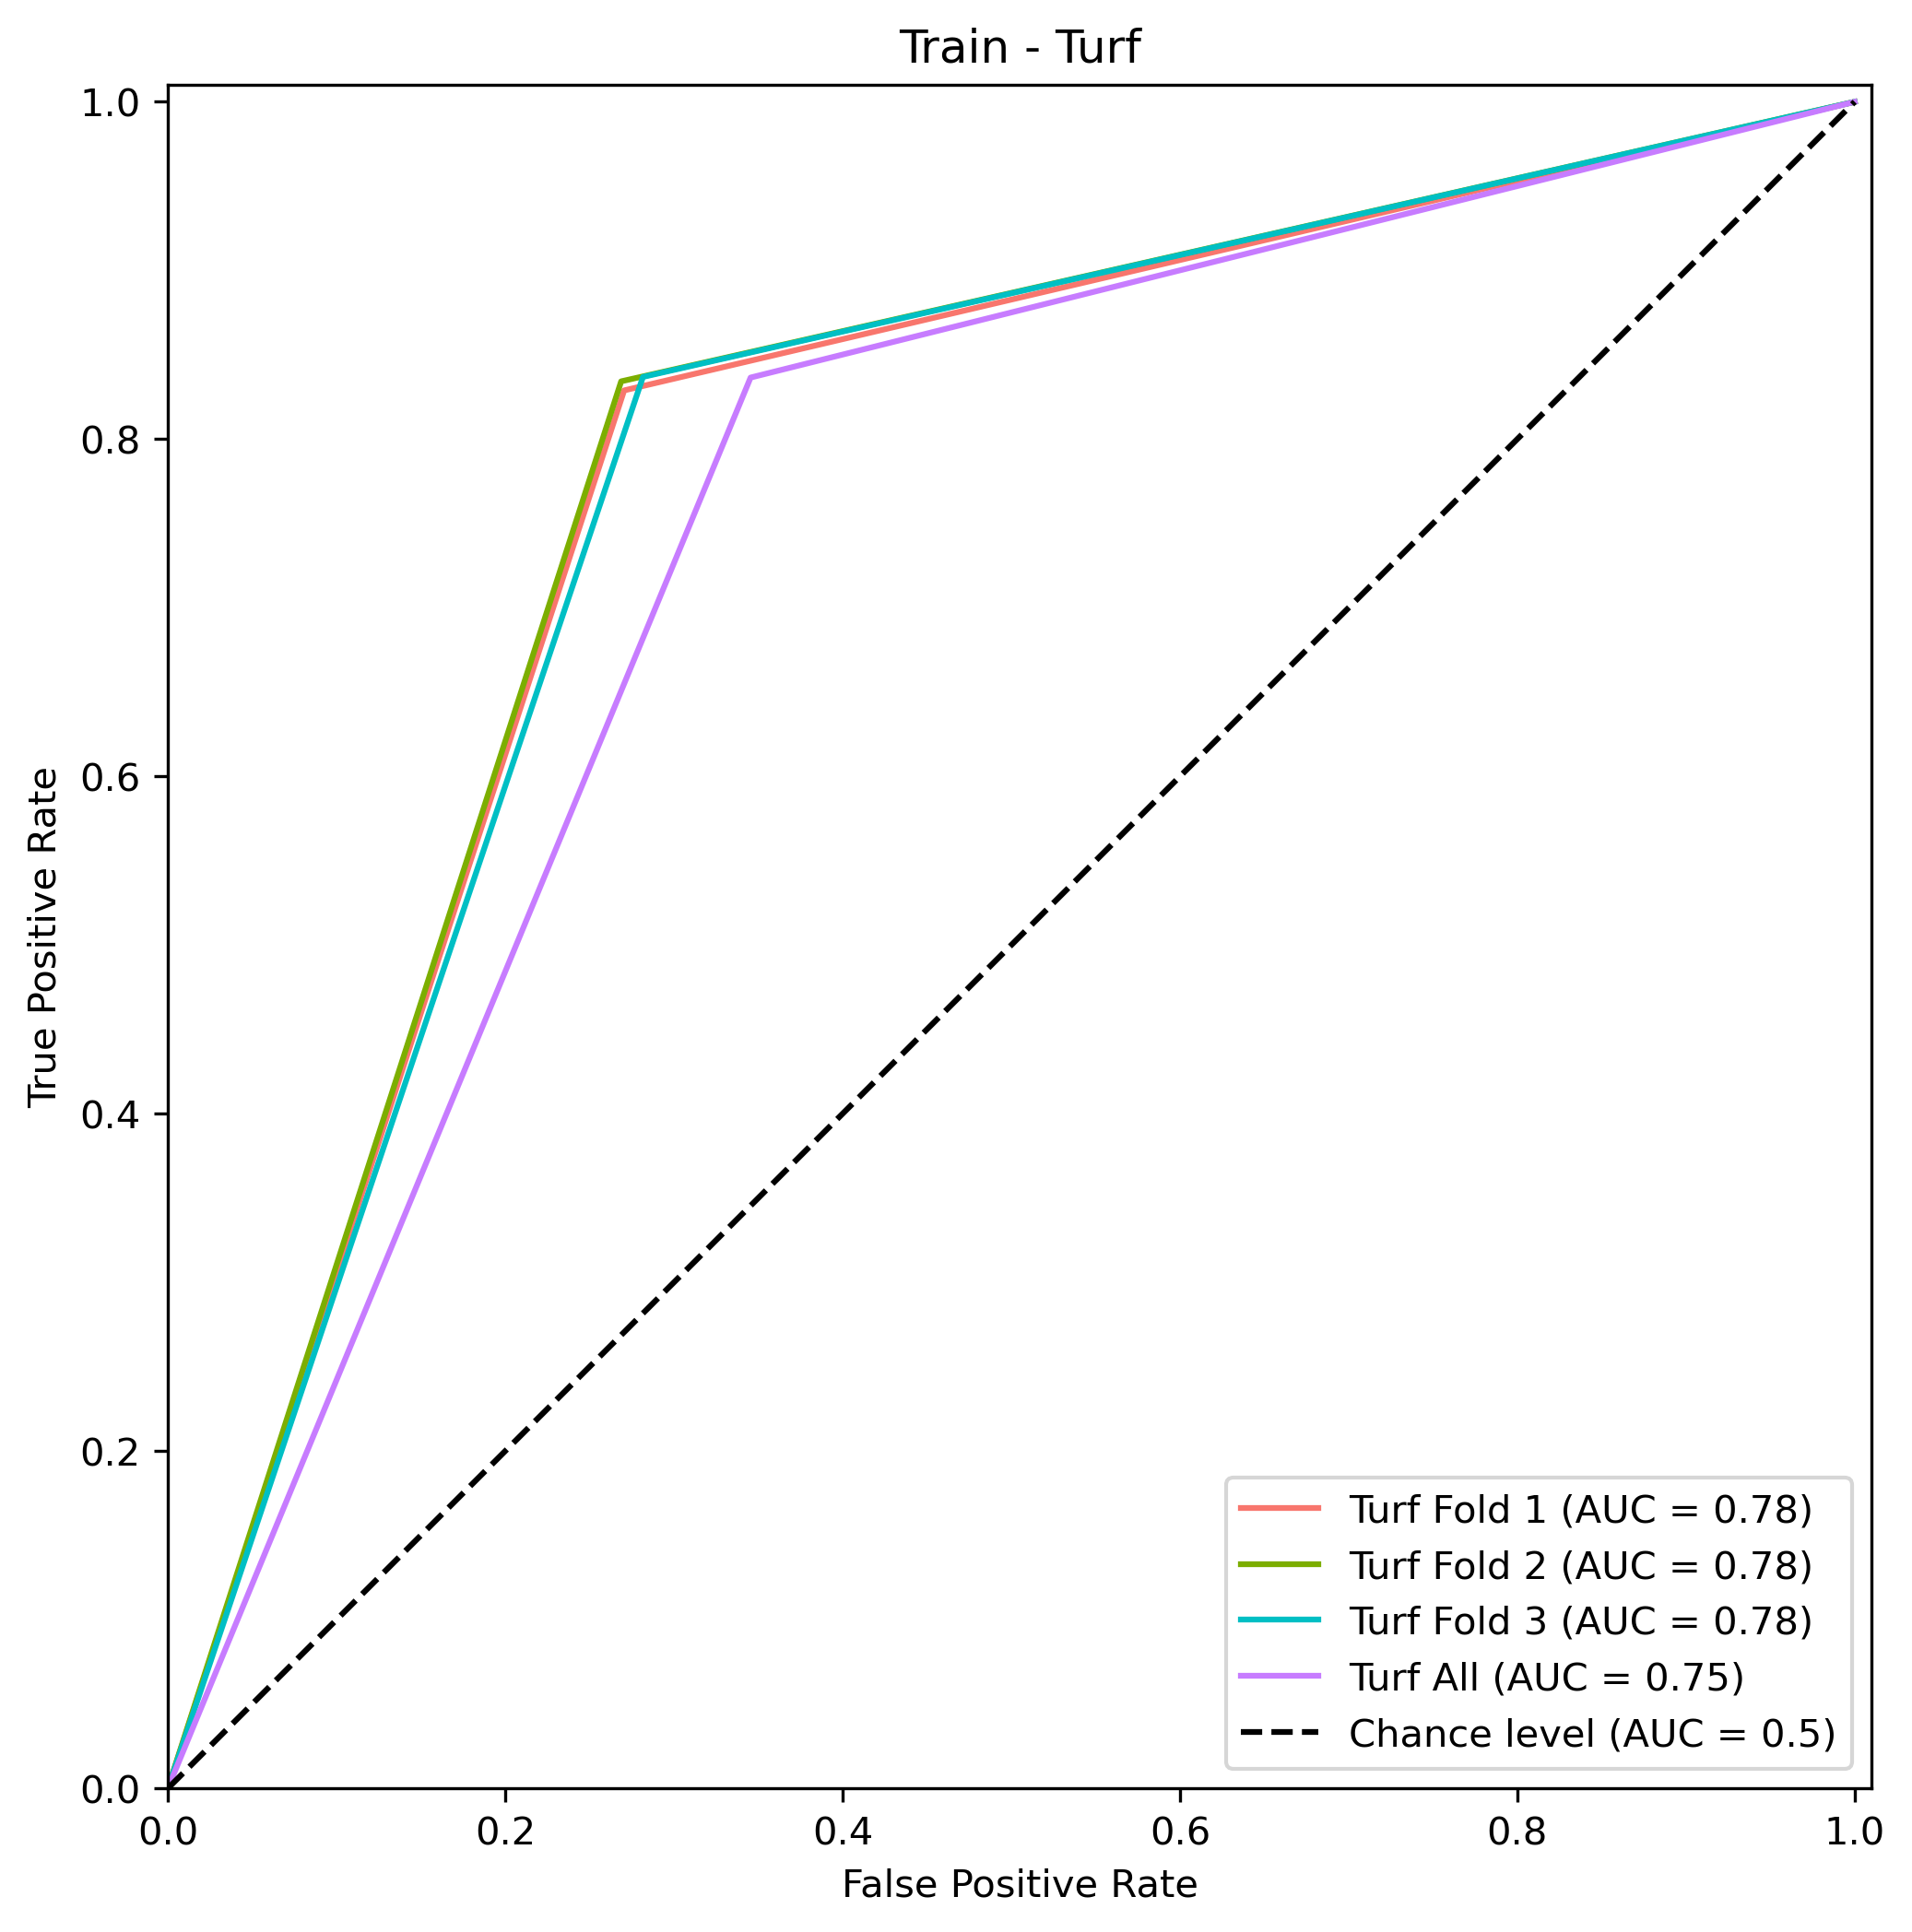 Train - Turf
1.0
0.8
0.6
0.4
0.2
0.0
True Positive Rate
0.0 0.2 0.4 0.6 0.8 1.0
False Positive Rate
Turf Fold 1 (AUC = 0.78)
Turf Fold 2 (AUC = 0.78)
Turf Fold 3 (AUC = 0.78)
Turf All (AUC = 0.75)
Chance level (AUC = 0.5)